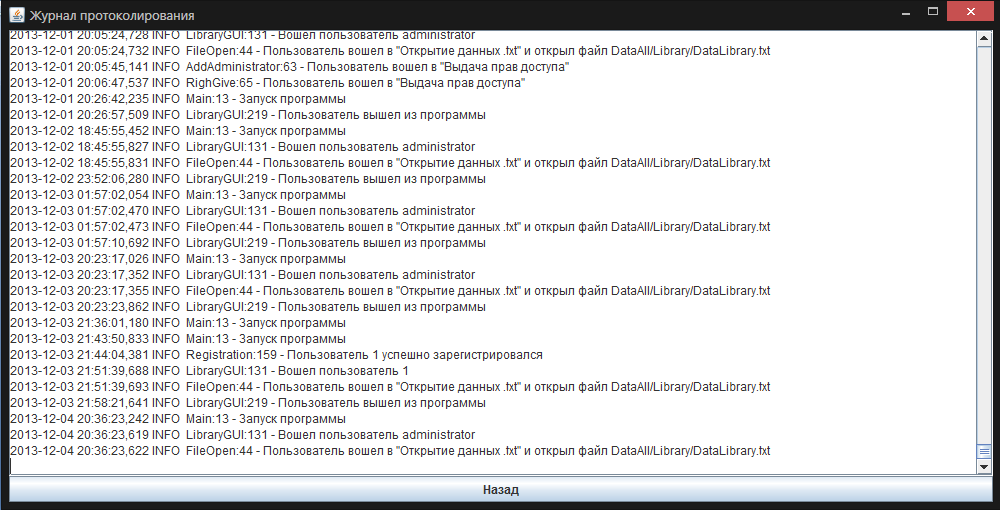 Журнал протоколирования
2013-12-01 20:05:24,728 INFO LibraryGUI:131 - Вошел пользователь administrator
2013-12-01 20:05:24,732 INFO FileOpen:44 - Пользователь вошел в "Открытие данных .txt" и открыл файл DataAll/Library/DataLibrary.txt
2013-12-01 20:05:45,141 INFO AddAdministrator:63 - Пользователь вошел в "Выдача прав доступа"
2013-12-01 20:06:47,537 INFO RighGive:65 - Пользователь вошел в "Выдача прав доступа"
2013-12-01 20:26:42,235 INFO Main:13 - Запуск программы
2013-12-01 20:26:57,509 INFO LibraryGUI:219 - Пользователь вышел из программы
2013-12-02 18:45:55,452 INFO Main:13 - Запуск программы
2013-12-02 18:45:55,827 INFO LibraryGUI:131 - Вошел пользователь administrator
2013-12-02 18:45:55,831 INFO FileOpen:44 - Пользователь вошел в "Открытие данных .txt" и открыл файл DataAll/Library/DataLibrary.txt
2013-12-02 23:52:06,280 INFO LibraryGUI:219 - Пользователь вышел из программы
2013-12-03 01:57:02,054 INFO Main:13 - Запуск программы
2013-12-03 01:57:02,470 INFO LibraryGUI:131 - Вошел пользователь administrator
2013-12-03 01:57:02,473 INFO FileOpen:44 - Пользователь вошел в "Открытие данных .txt" и открыл файл DataAll/Library/DataLibrary.txt
2013-12-03 01:57:10,692 INFO LibraryGUI:219 - Пользователь вышел из программы
2013-12-03 20:23:17,026 INFO Main:13 - Запуск программы
2013-12-03 20:23:17,352 INFO LibraryGUI:131 - Вошел пользователь administrator
2013-12-03 20:23:17,355 INFO FileOpen:44 - Пользователь вошел в "Открытие данных .txt" и открыл файл DataAll/Library/DataLibrary.txt
2013-12-03 20:23:23,862 INFO LibraryGUI:219 - Пользователь вышел из программы
2013-12-03 21:36:01,180 INFO Main:13 - Запуск программы
2013-12-03 21:43:50,833 INFO Main:13 - Запуск программы
2013-12-03 21:44:04,381 INFO Registration:159 - Пользователь 1 успешно зарегистрировался
2013-12-03 21:51:39,688 INFO LibraryGUI:131 - Вошел пользователь 1
2013-12-03 21:51:39,693 INFO FileOpen:44 - Пользователь вошел в "Открытие данных .txt" и открыл файл DataAll/Library/DataLibrary.txt
2013-12-03 21:58:21,641 INFO LibraryGUI:219 - Пользователь вышел из программы
2013-12-04 20:36:23,242 INFO Main:13 - Запуск программы
2013-12-04 20:36:23,619 INFO LibraryGUI:131 - Вошел пользователь administrator
2013-12-04 20:36:23,622 INFO FileOpen:44 - Пользователь вошел в "Открытие данных .txt" и открыл файл DataAll/Library/DataLibrary.txt
Назад